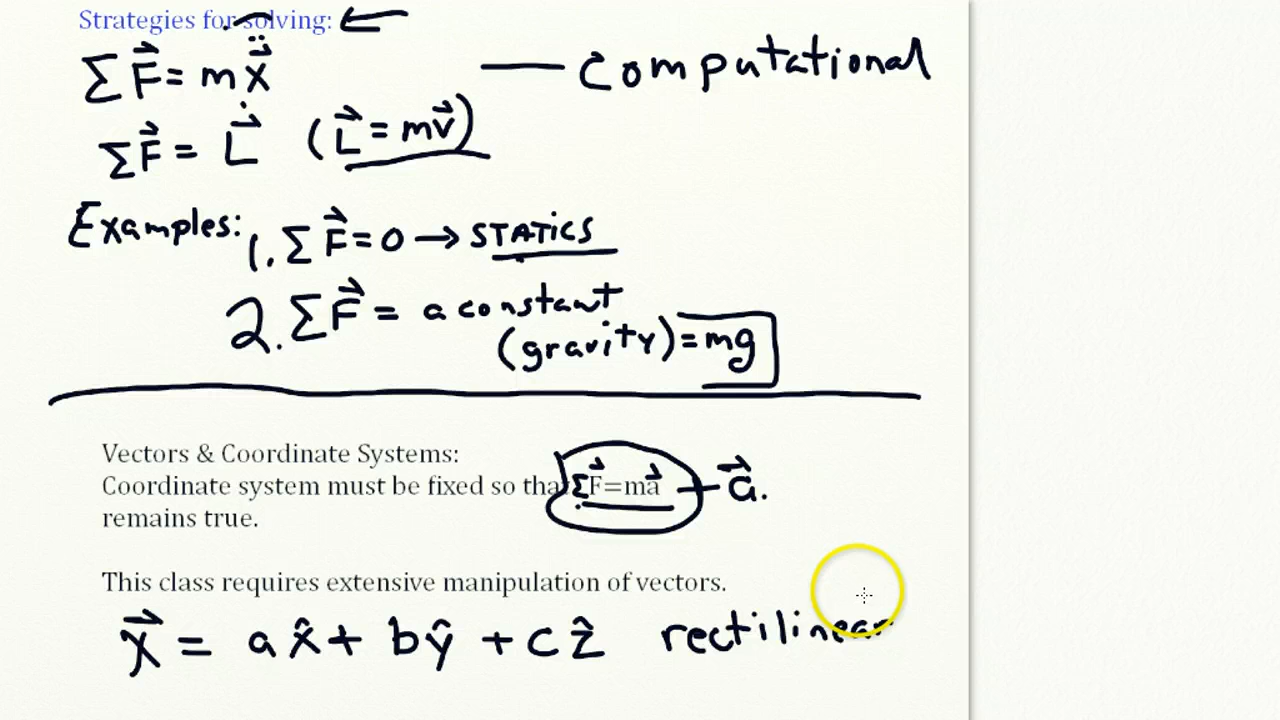 Strategies for solving:
ΣF⃗ = mẍ⃗ — Computational
ΣF⃗ = L̇⃗ (L⃗ = mv⃗)
Examples: 1. ΣF⃗ = 0 → STATICS
2. ΣF⃗ = a constant
(gravity) = mg
Vectors & Coordinate Systems:
Coordinate system must be fixed so that ΣF⃗=ma⃗ + a⃗.
remains true.
This class requires extensive manipulation of vectors.
x⃗ = ax̂ + bŷ + cẑ rectilinear